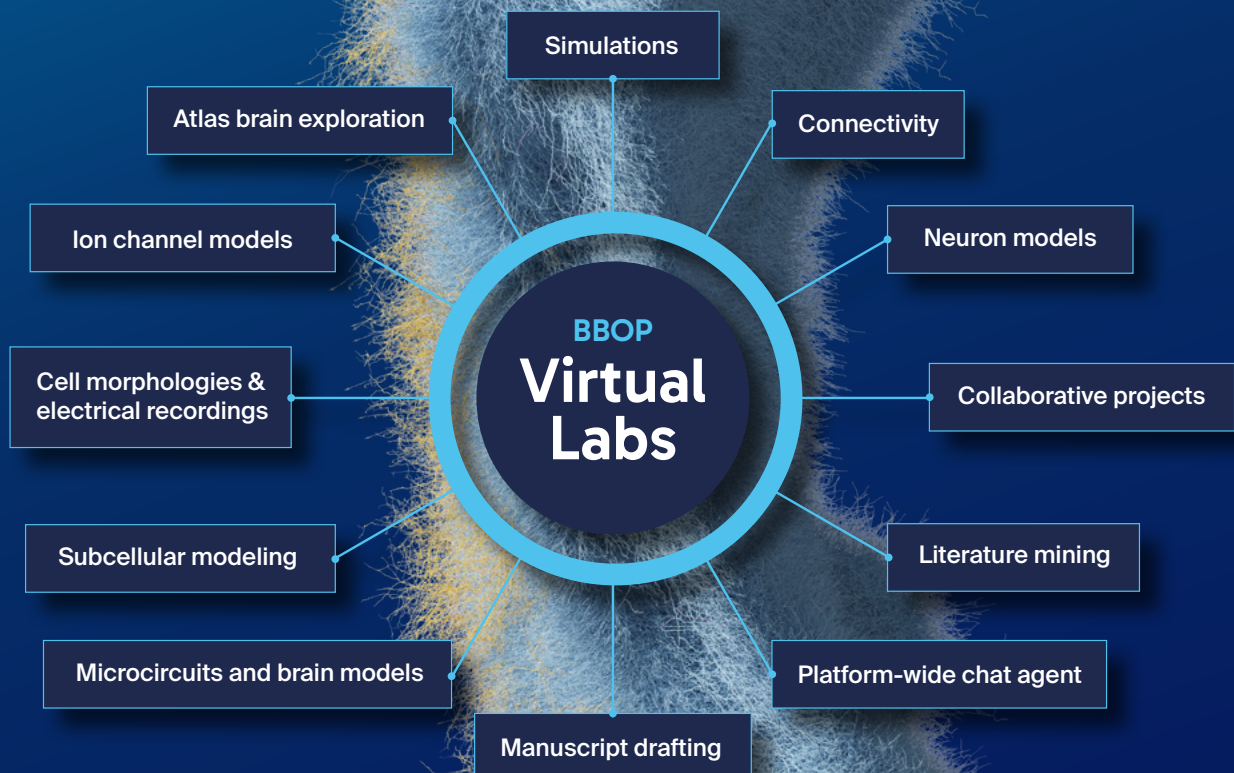 Simulations
Atlas brain exploration
Connectivity
Ion channel models
Neuron models
BBOP
Virtual
Labs
Cell morphologies &
electrical recordings
Collaborative projects
Subcellular modeling
Literature mining
Microcircuits and brain models
Platform-wide chat agent
Manuscript drafting